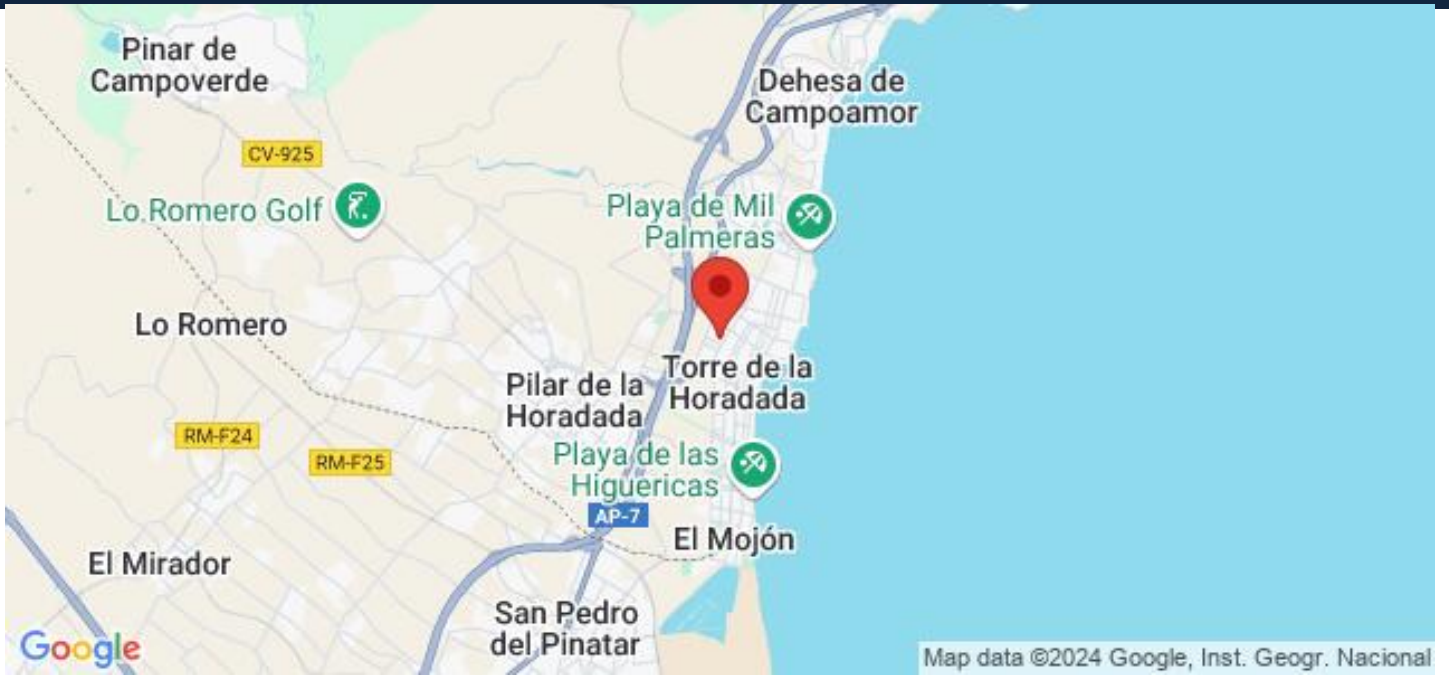 Pinar de
Campoverde
Dehesa de
Campoamor
CV-925
Lo Romero Golf
Playa de Mil
Palmeras
Lo Romero
Torre de la
Horadada
Pilar de la
Horadada
RM-F24
RM-F25
Playa de las
Higuericas
AP-7
El Mojón
El Mirador
San Pedro
del Pinatar
Google
Map data ©2024 Google, Inst. Geogr. Nacional